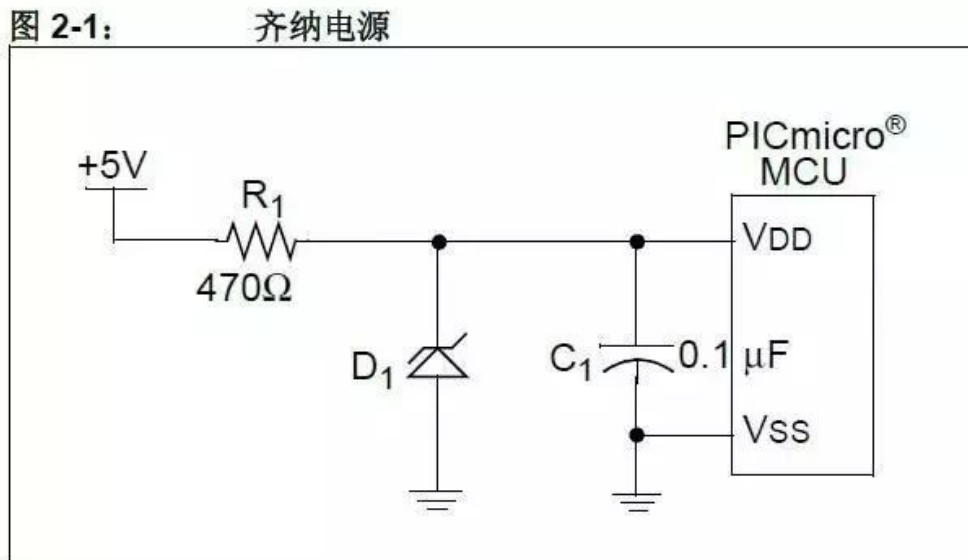 图 2-1： 齐纳电源
PICmicro®
MCU
+5V
R1
470Ω
VDD
D1
C1
0.1 μF
VSS